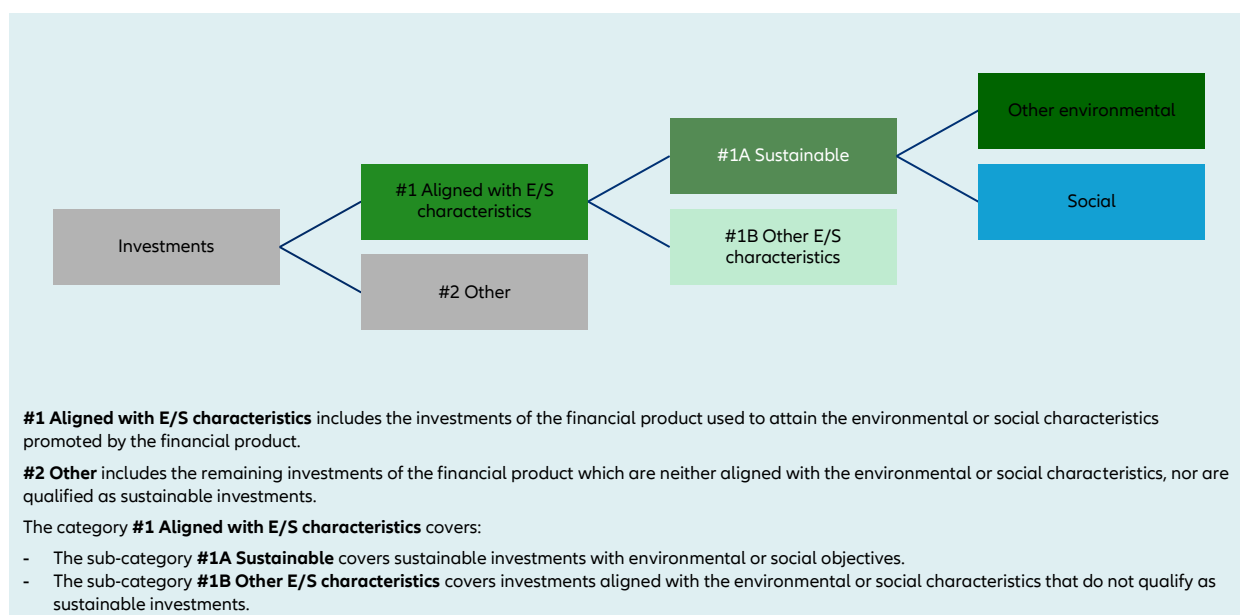 Other environmental
#1A Sustainable
#1 Aligned with E/S
characteristics
Social
Investments
#1B Other E/S
characteristics
#2 Other
#1 Aligned with E/S characteristics includes the investments of the financial product used to attain the environmental or social characteristics
promoted by the financial product.
#2 Other includes the remaining investments of the financial product which are neither aligned with the environmental or social characteristics, nor are
qualified as sustainable investments.
The category #1 Aligned with E/S characteristics covers:
- The sub-category #1A Sustainable covers sustainable investments with environmental or social objectives.
- The sub-category #1B Other E/S characteristics covers investments aligned with the environmental or social characteristics that do not qualify as
sustainable investments.